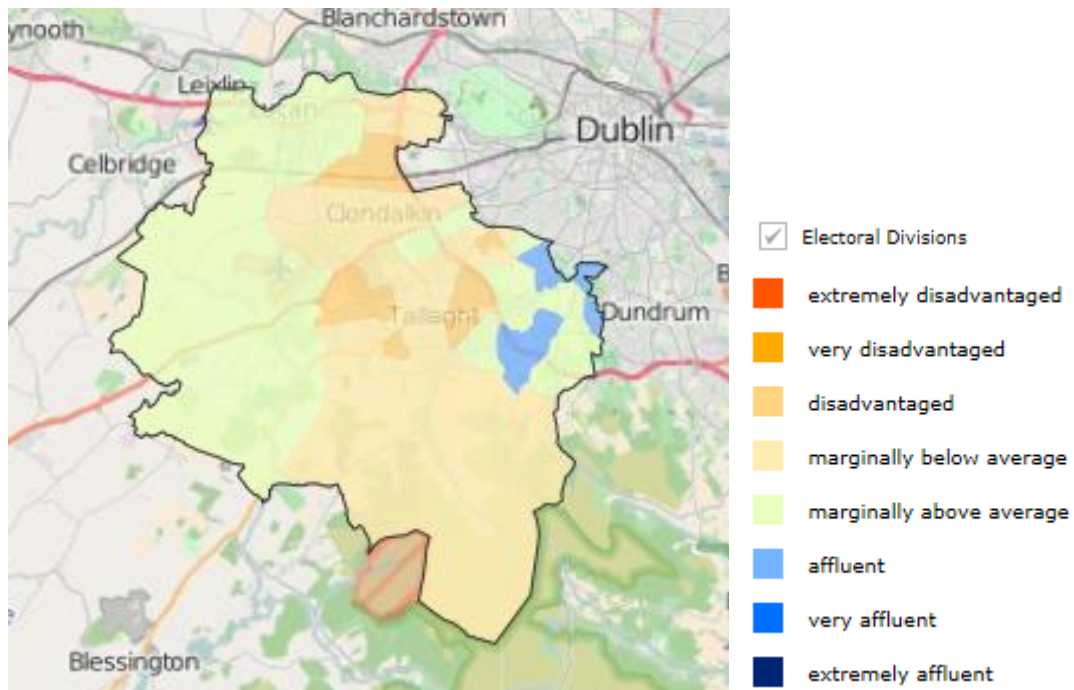 Blanchardstown
ynooth
Leixlip
Lucan
Dublin
Celbridge
Clondalkin
Tallaght
Dundrum
B
Blessington
Electoral Divisions
extremely disadvantaged
very disadvantaged
disadvantaged
marginally below average
marginally above average
affluent
very affluent
extremely affluent